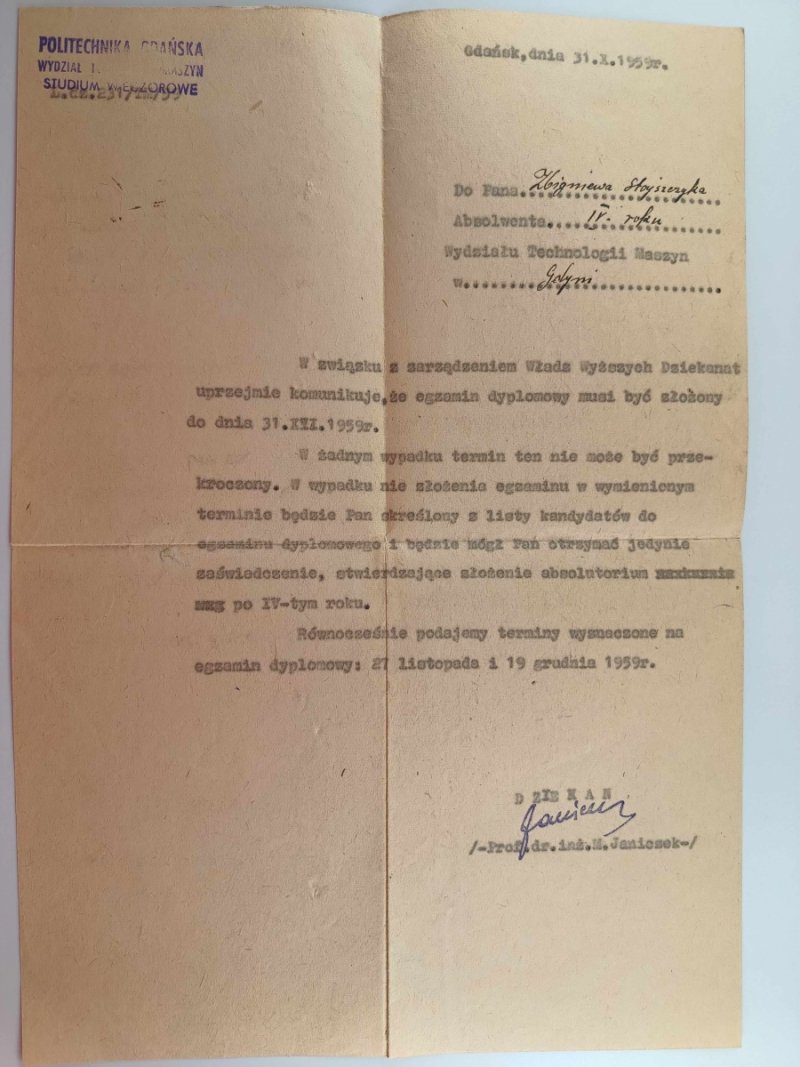 POLITECHNIKA GDAŃSKA
WYDZIAŁ MASZYN
STUDIUM WIECZOROWE
Gdańsk, dnia 31.X.1959r.
Do Pana. Zbigniewa
Absolwenta.... IV. roku
Wydziału Technologii Maszyn
w......... Gdyni
W związku z zarządzeniem Władz Wyższych Dziekanat
uprzejmie komunikuje,że egzamin dyplomowy musi być złożony
do dnia 31.XII.1959r.
W żadnym wypadku termin ten nie może być prze-
kroczony. W wypadku nie złożenia egzaminu w wymienionym
terminie będzie Pan skreślony z listy kandydatów do
egzaminu dyplomowego i będzie mógł Pan otrzymać jedynie
zaświadczenie, stwierdzające złożenie absolutorium
po IV-tym roku.
Równocześnie podajemy terminy wyznaczone na
egzamin dyplomowy: 27 listopada i 19 grudnia 1959r.
D Z I E K A N
/-Prof.dr.inż.M.Janiczek-/